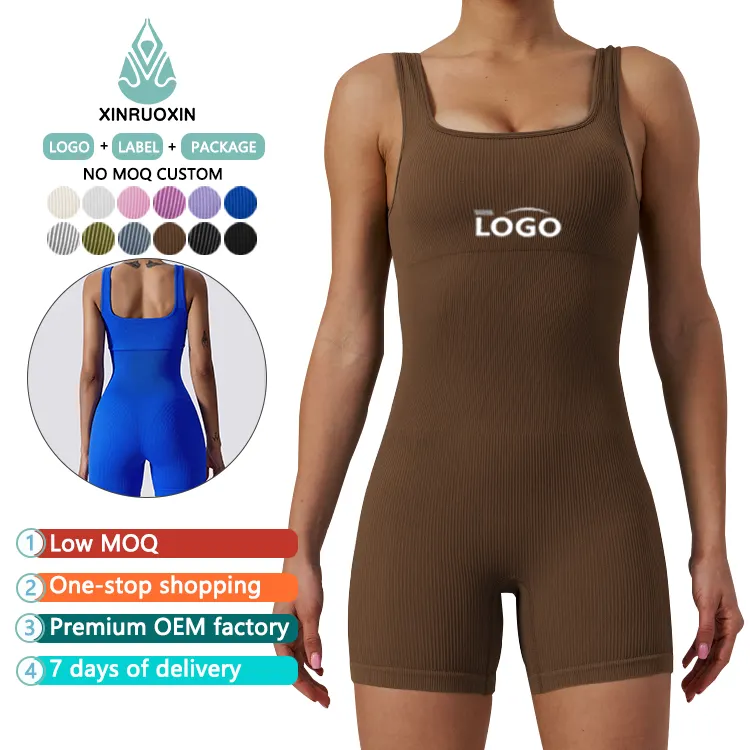 XINRUOXIN
LOGO + LABEL + PACKAGE
NO MOQ CUSTOM
LOGO
1 Low MOQ
2 One-stop shopping
3 Premium OEM factory
4 7 days of delivery